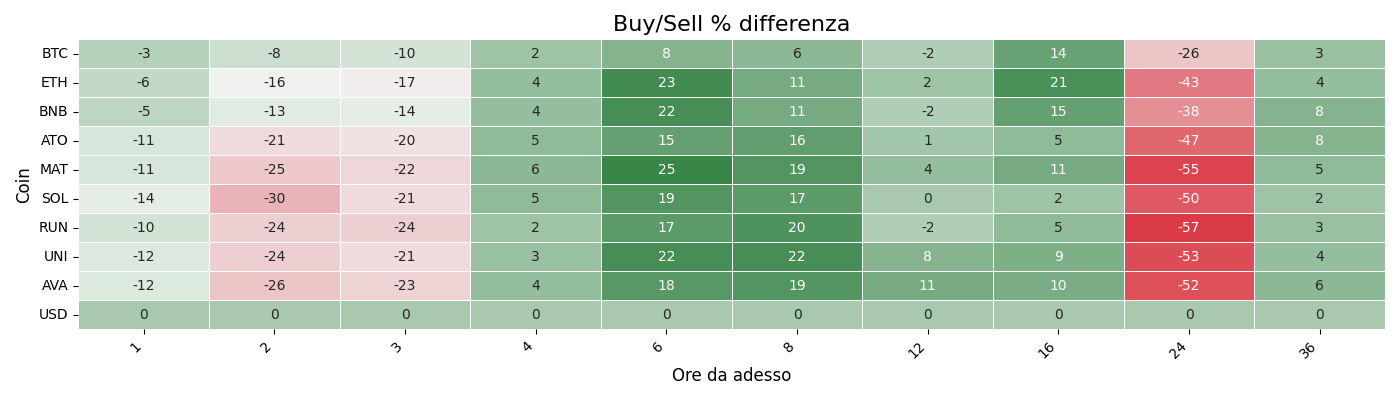 Buy/Sell % differenza
Coin
BTC -3 -8 -10 2 8 6 -2 14 -26 3
ETH -6 -16 -17 4 23 11 2 21 -43 4
BNB -5 -13 -14 4 22 11 -2 15 -38 8
ATO -11 -21 -20 5 15 16 1 5 -47 8
MAT -11 -25 -22 6 25 19 4 11 -55 5
SOL -14 -30 -21 5 19 17 0 2 -50 2
RUN -10 -24 -24 2 17 20 -2 5 -57 3
UNI -12 -24 -21 3 22 22 8 9 -53 4
AVA -12 -26 -23 4 18 19 11 10 -52 6
USD 0 0 0 0 0 0 0 0 0 0
1 2 3 4 6 8 12 16 24 36
Ore da adesso